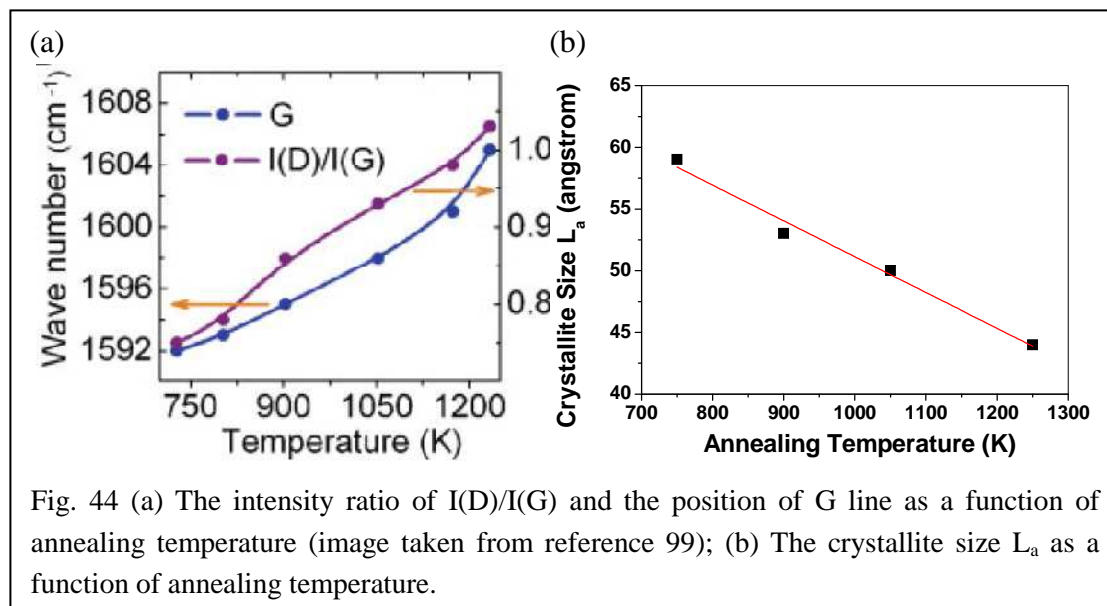 (a)
(b)
Wave number (cm⁻¹)
1608
1604
1600
1596
1592
G
I(D)/I(G)
1.0
0.9
0.8
750 900 1050 1200
Temperature (K)
Crystallite Size Lₐ (angstrom)
65
60
55
50
45
40
700 800 900 1000 1100 1200 1300
Annealing Temperature (K)
Fig. 44 (a) The intensity ratio of I(D)/I(G) and the position of G line as a function of
annealing temperature (image taken from reference 99); (b) The crystallite size Lₐ as a
function of annealing temperature.